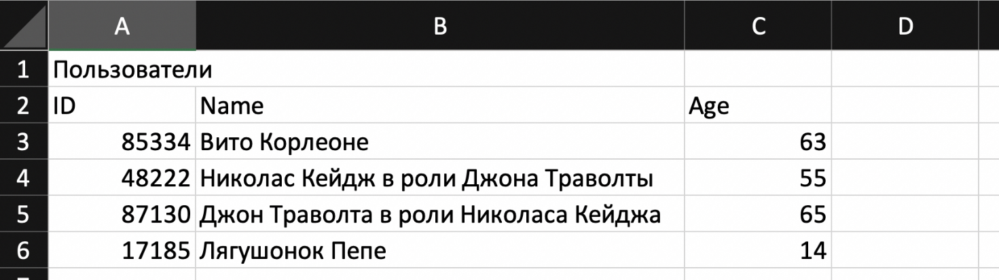 A B C D
1 Пользователи
2 ID Name Age
3 85334 Вито Корлеоне 63
4 48222 Николас Кейдж в роли Джона Траволты 55
5 87130 Джон Траволта в роли Николаса Кейджа 65
6 17185 Лягушонок Пепе 14